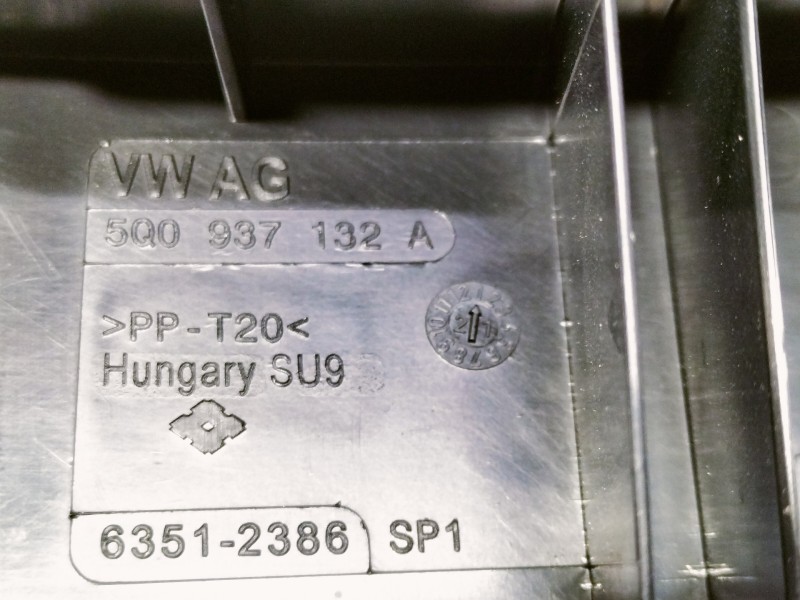 VW AG
5Q0 937 132 A
>PP-T20<
Hungary SU9
6351-2386 SP1